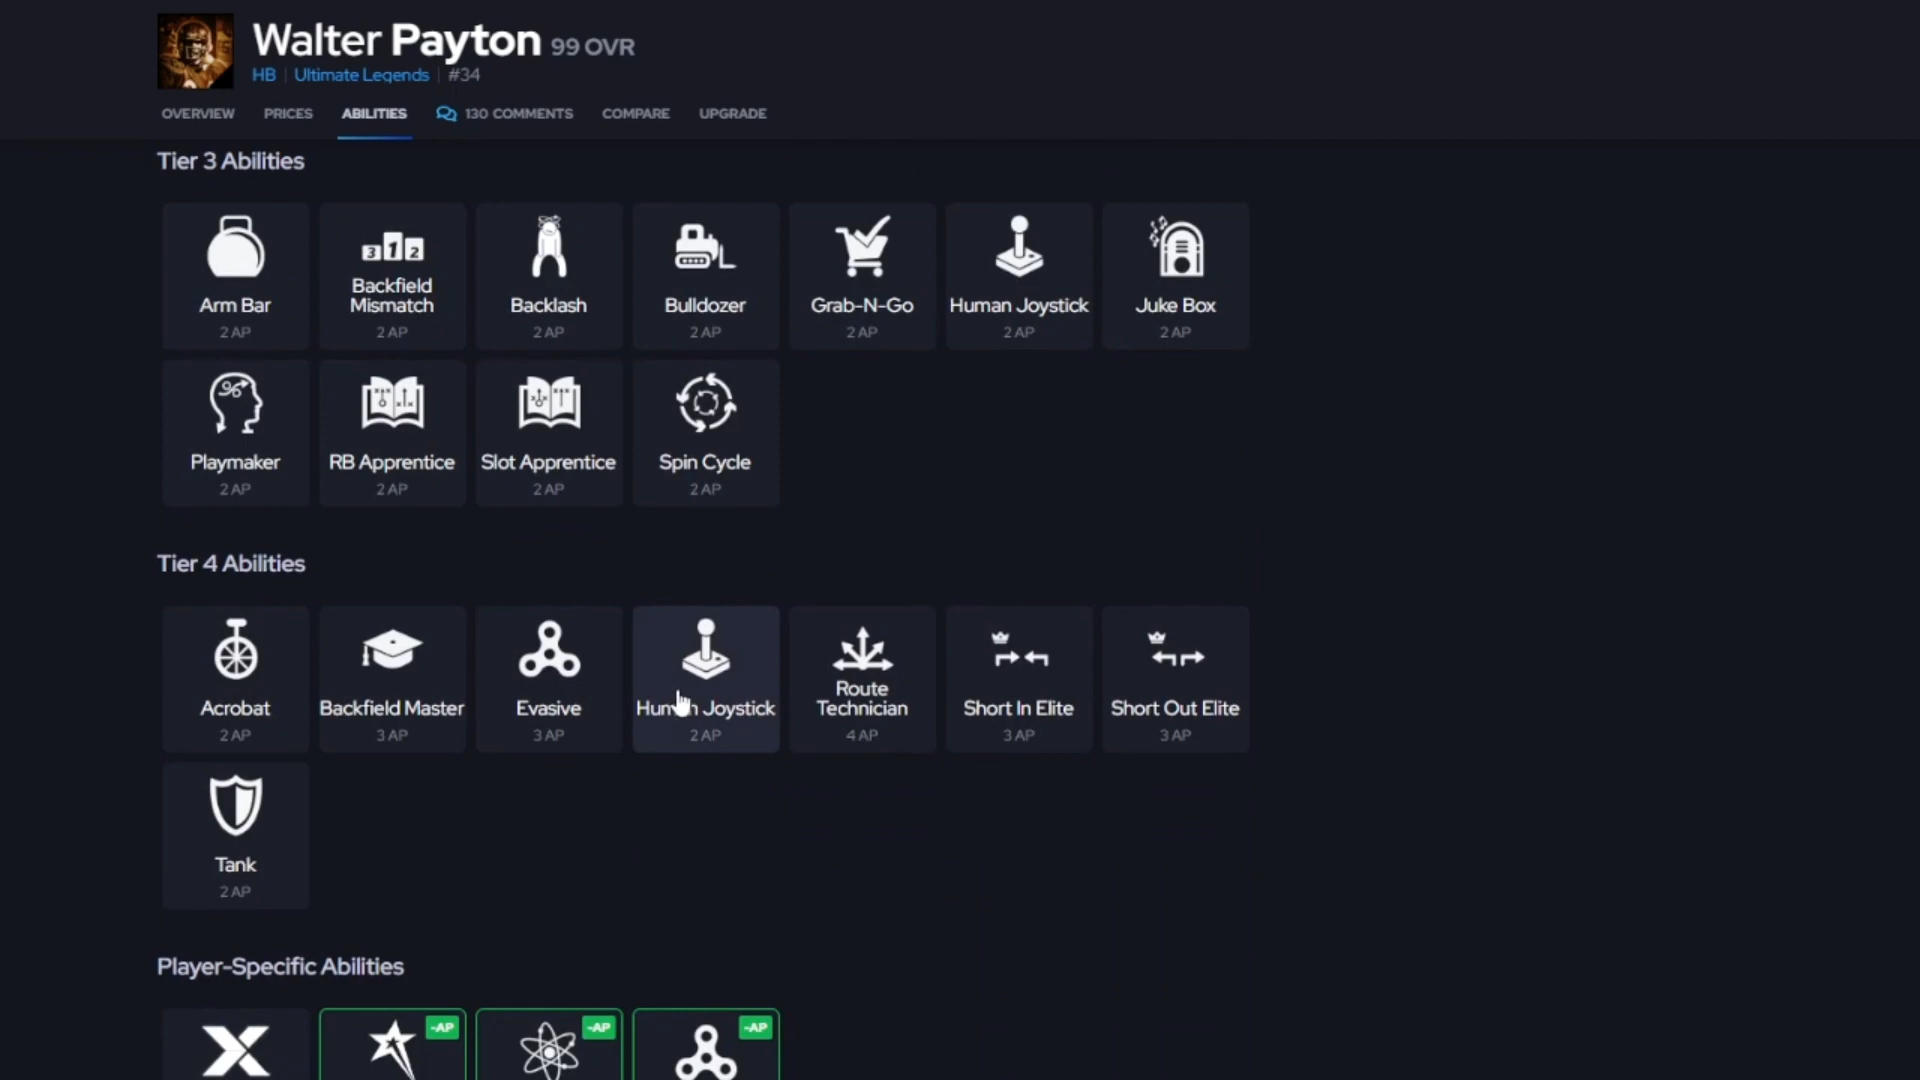 Walter Payton 99 OVR
HB | Ultimate Legends | #34
OVERVIEW PRICES ABILITIES 130 COMMENTS COMPARE UPGRADE
Tier 3 Abilities
Arm Bar
2 AP
3 1 2
Backfield
Mismatch
2 AP
Backlash
2 AP
Bulldozer
2 AP
Grab-N-Go
2 AP
Human Joystick
2 AP
Juke Box
2 AP
Playmaker
2 AP
RB Apprentice
2 AP
Slot Apprentice
2 AP
Spin Cycle
2 AP
Tier 4 Abilities
Acrobat
2 AP
Backfield Master
3 AP
Evasive
3 AP
Human Joystick
2 AP
Route
Technician
4 AP
Short In Elite
3 AP
Short Out Elite
3 AP
Tank
2 AP
Player-Specific Abilities
-AP
-AP
-AP